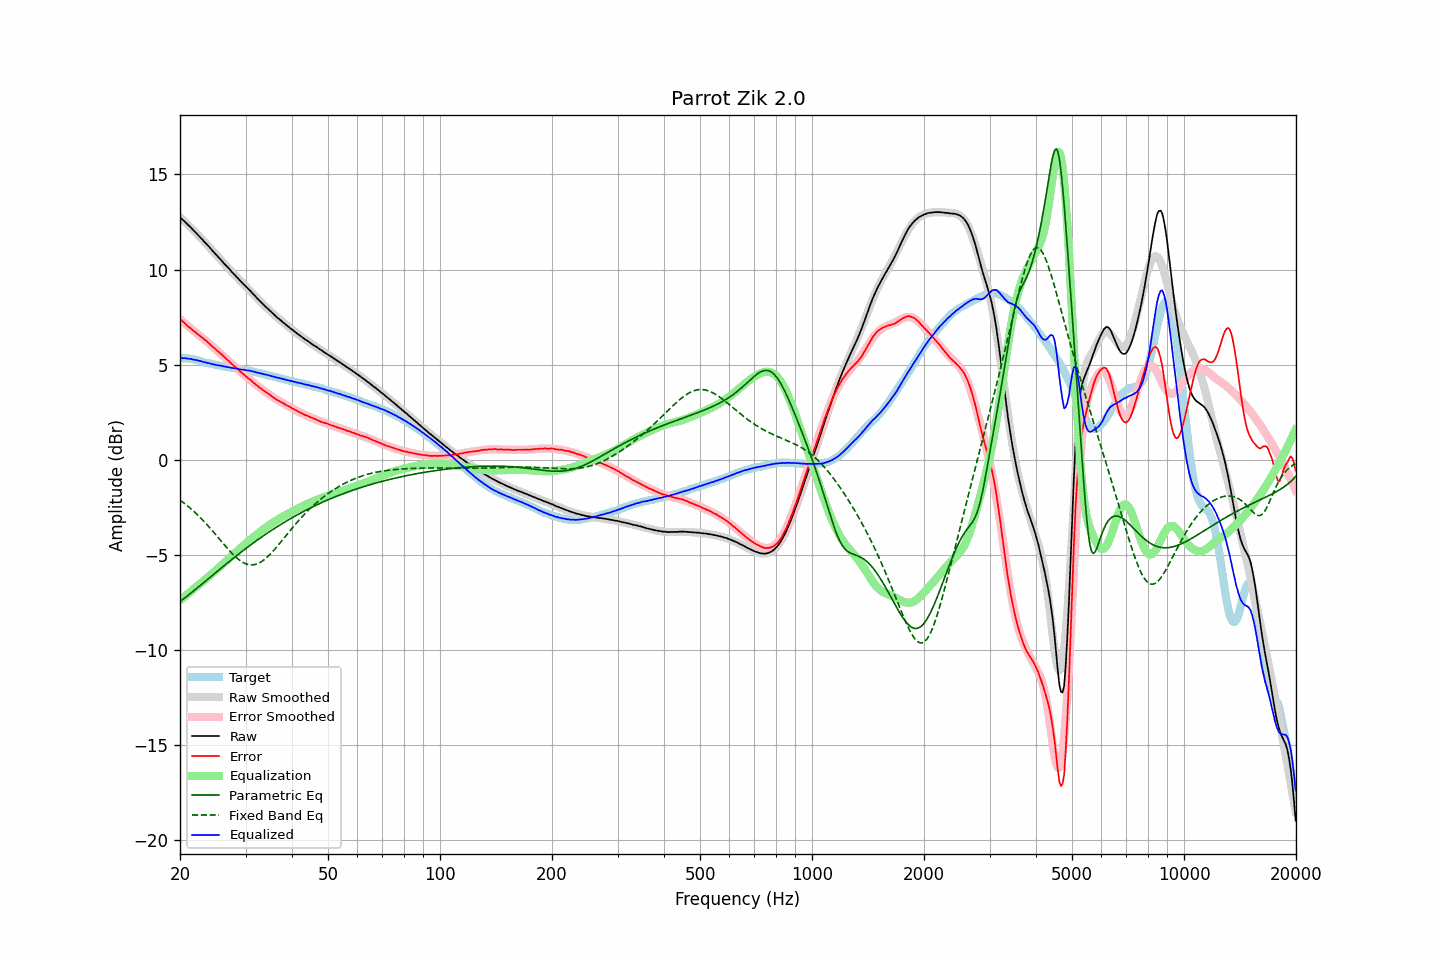 Parrot Zik 2.0
Amplitude (dBr)
15
10
5
0
−5
−10
−15
−20
Target
Raw Smoothed
Error Smoothed
Raw
Error
Equalization
Parametric Eq
Fixed Band Eq
Equalized
20
50
100
200
500
1000
2000
5000
10000
20000
Frequency (Hz)